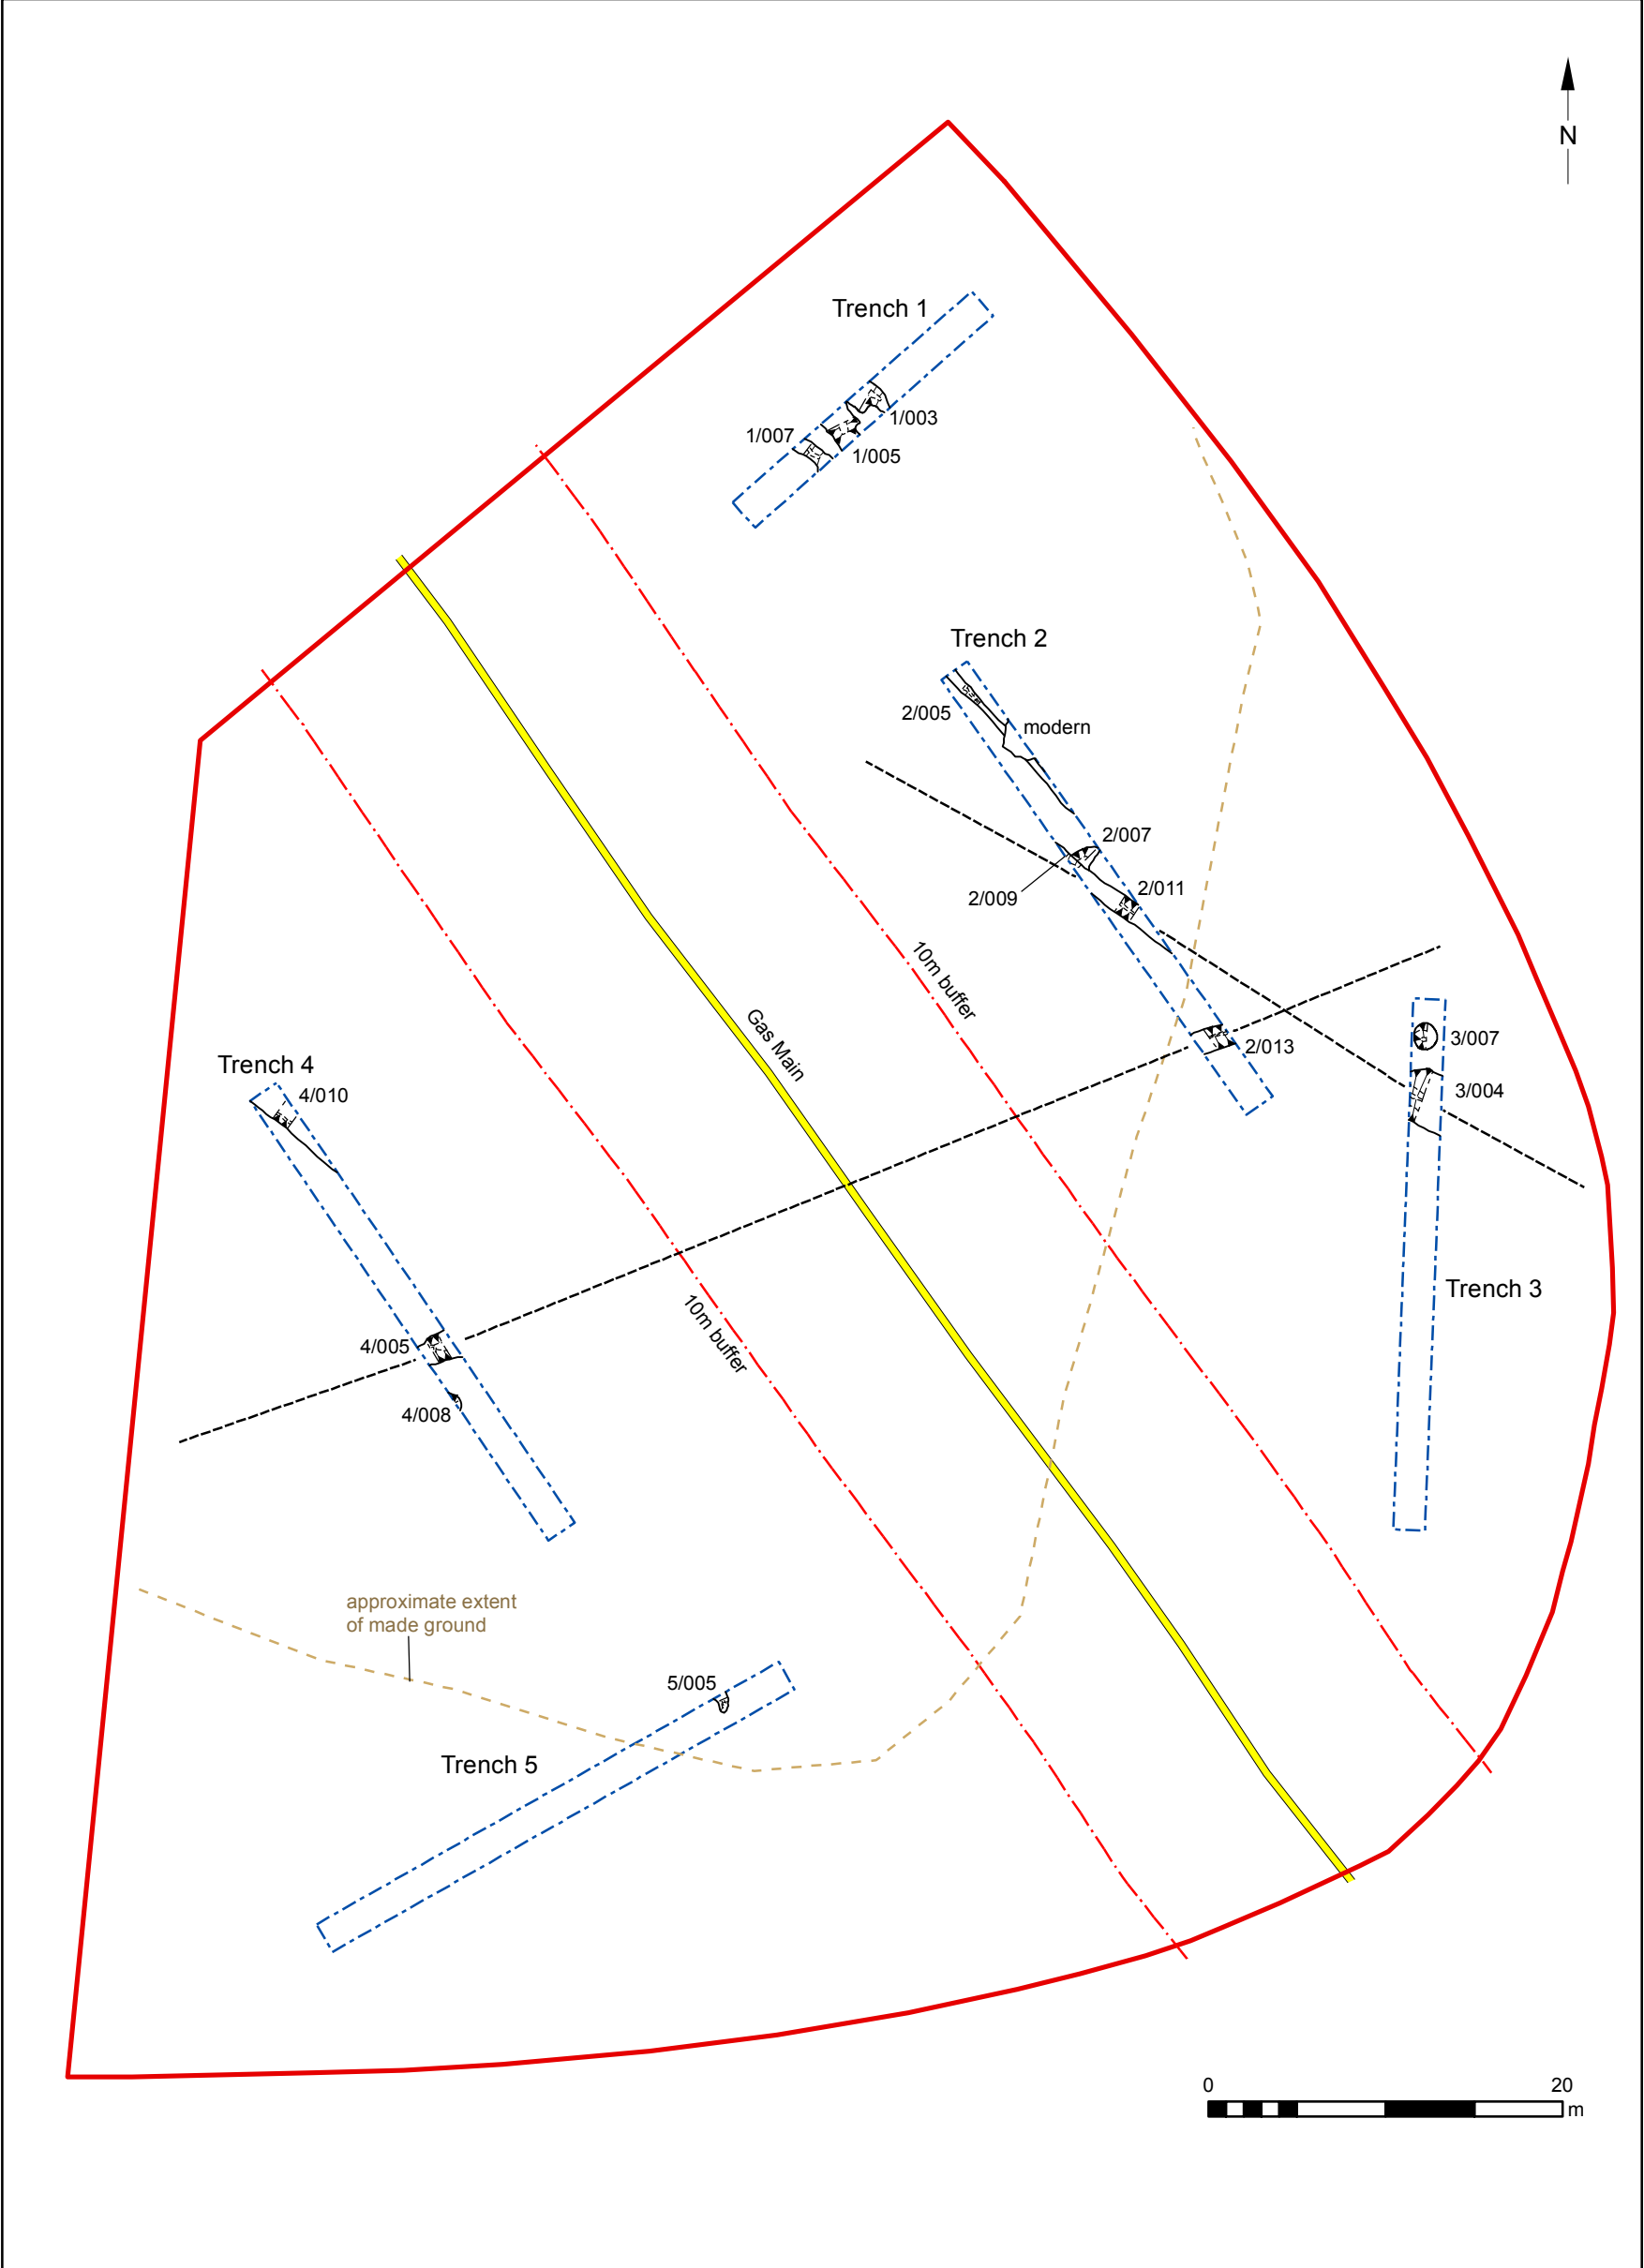 N
Trench 1
1/003
1/007
1/005
Trench 2
2/005
modern
2/007
2/011
2/009
10m buffer
Gas Main
2/013
3/007
3/004
Trench 4
4/010
Trench 3
10m buffer
4/005
4/008
approximate extent
of made ground
5/005
Trench 5
0 20
m